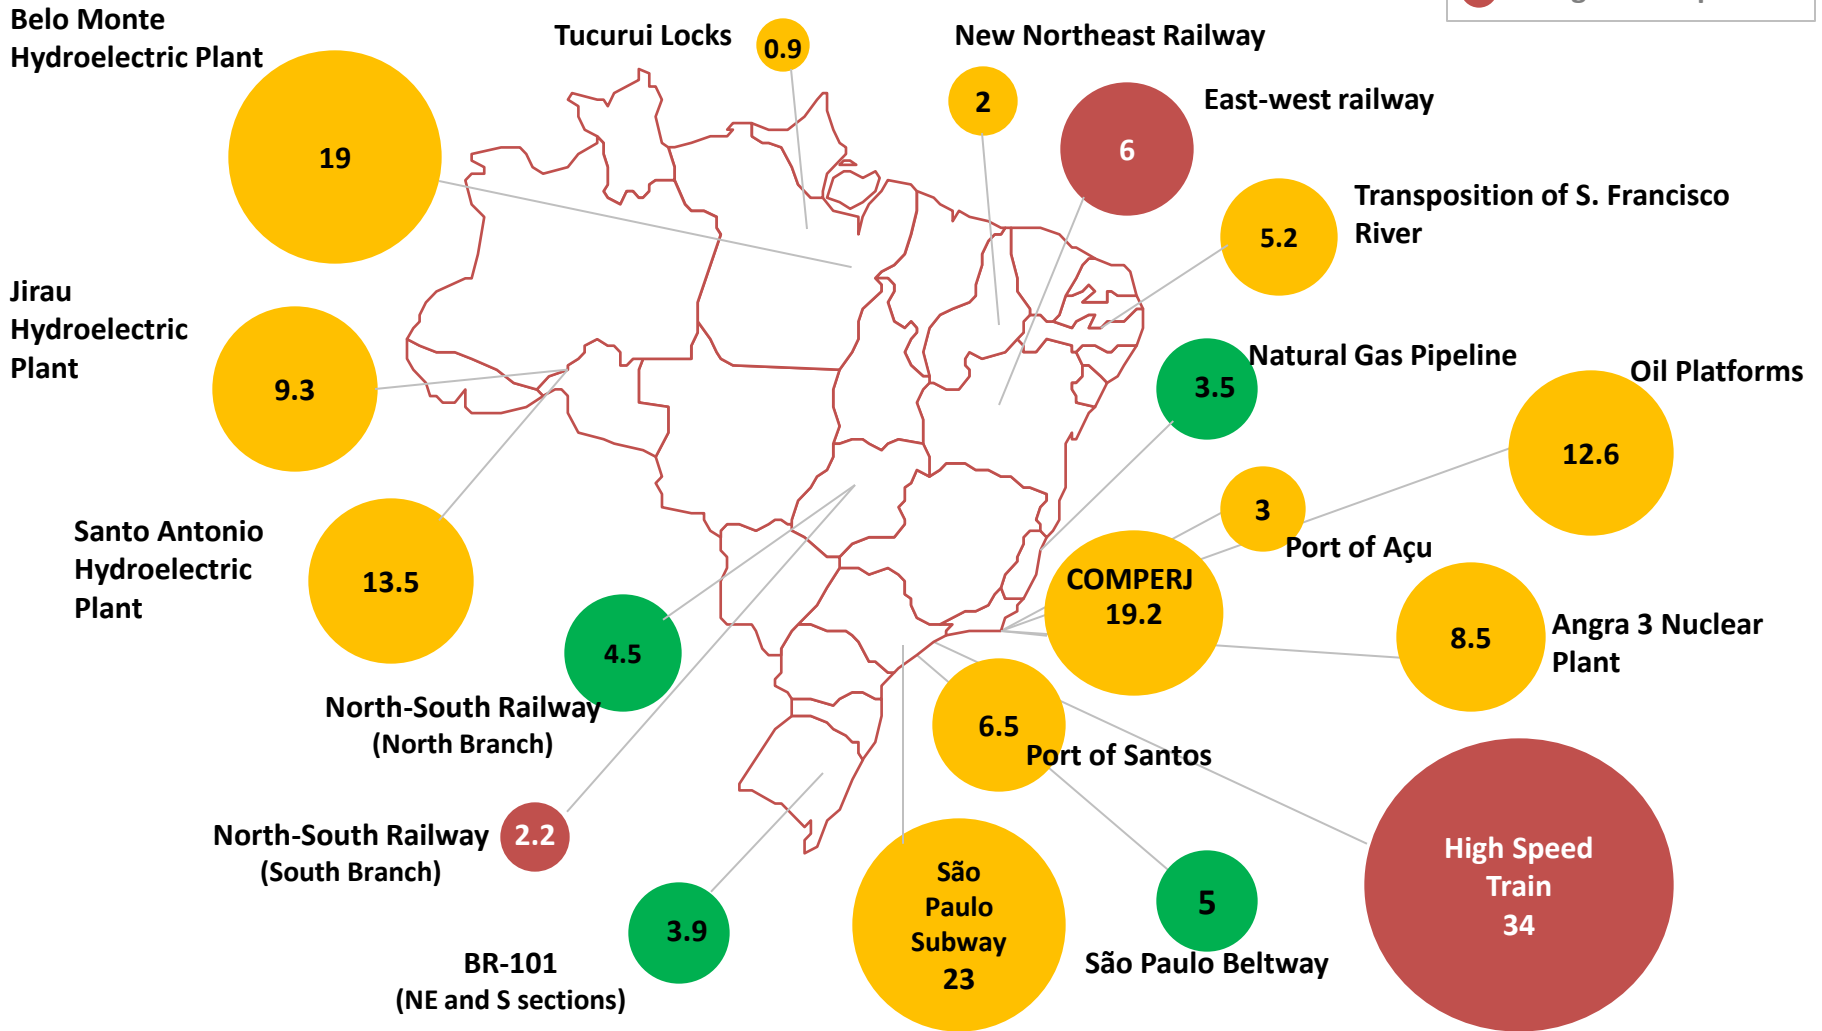 Belo Monte
Hydroelectric Plant
19
Tucurui Locks
0.9
New Northeast Railway
2
East-west railway
6
Transposition of S. Francisco
River
5.2
Jirau
Hydroelectric
Plant
9.3
Natural Gas Pipeline
3.5
Oil Platforms
12.6
Santo Antonio
Hydroelectric
Plant
13.5
3
Port of Açu
COMPERJ
19.2
8.5
Angra 3 Nuclear
Plant
4.5
North-South Railway
(North Branch)
6.5
Port of Santos
North-South Railway
(South Branch)
2.2
High Speed
Train
34
3.9
BR-101
(NE and S sections)
São
Paulo
Subway
23
5
São Paulo Beltway